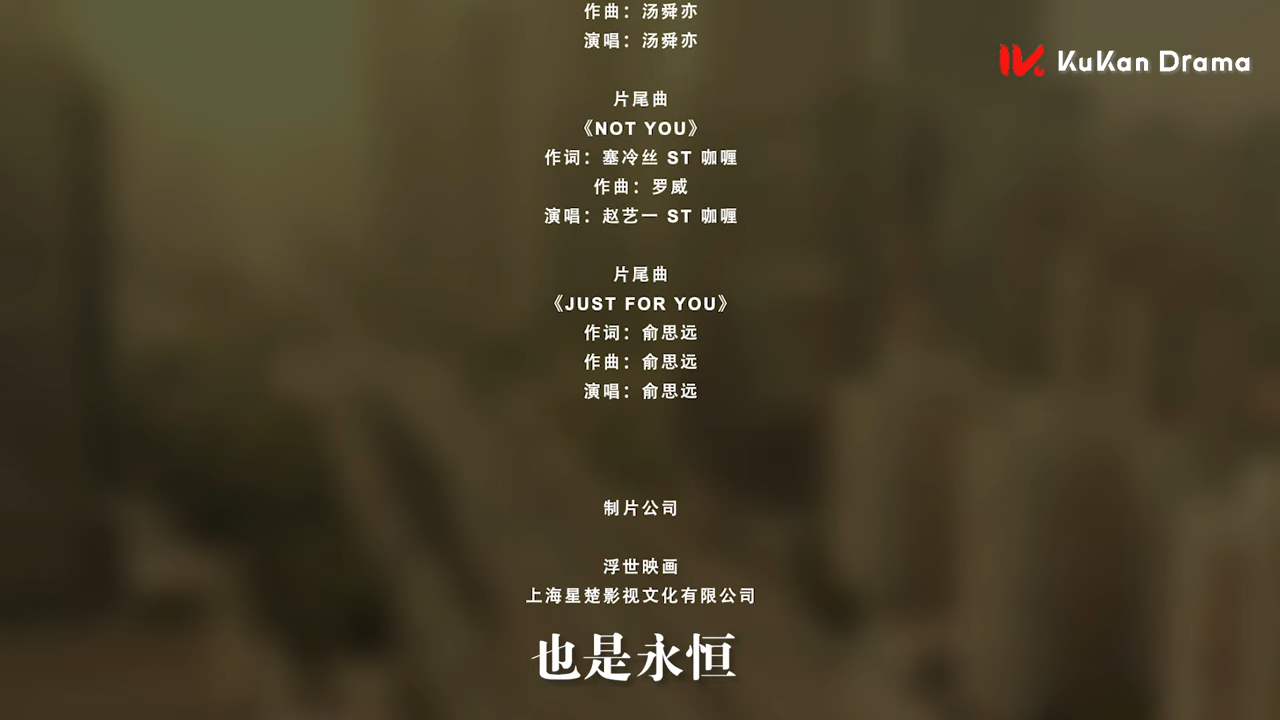 作曲：汤舜亦
演唱：汤舜亦
KuKan Drama
片尾曲
《NOT YOU》
作词：塞冷丝 ST 咖喱
作曲：罗威
演唱：赵艺一 ST 咖喱
片尾曲
《JUST FOR YOU》
作词：俞思远
作曲：俞思远
演唱：俞思远
制片公司
浮世映画
上海星楚影视文化有限公司
也是永恒